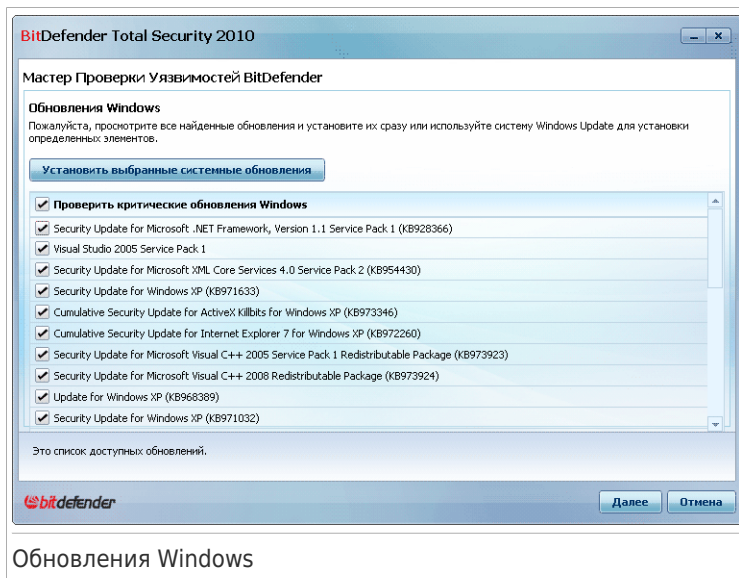 BitDefender Total Security 2010
Мастер Проверки Уязвимостей BitDefender
Обновления Windows
Пожалуйста, просмотрите все найденные обновления и установите их сразу или используйте систему Windows Update для установки
определенных элементов.
Установить выбранные системные обновления
Проверить критические обновления Windows
Security Update for Microsoft .NET Framework, Version 1.1 Service Pack 1 (KB928366)
Visual Studio 2005 Service Pack 1
Security Update for Microsoft XML Core Services 4.0 Service Pack 2 (KB954430)
Security Update for Windows XP (KB971633)
Cumulative Security Update for ActiveX Killbits for Windows XP (KB973346)
Cumulative Security Update for Internet Explorer 7 for Windows XP (KB972260)
Security Update for Microsoft Visual C++ 2005 Service Pack 1 Redistributable Package (KB973923)
Security Update for Microsoft Visual C++ 2008 Redistributable Package (KB973924)
Update for Windows XP (KB968389)
Security Update for Windows XP (KB971032)
Это список доступных обновлений.
bitdefender
Далее
Отмена
Обновления Windows